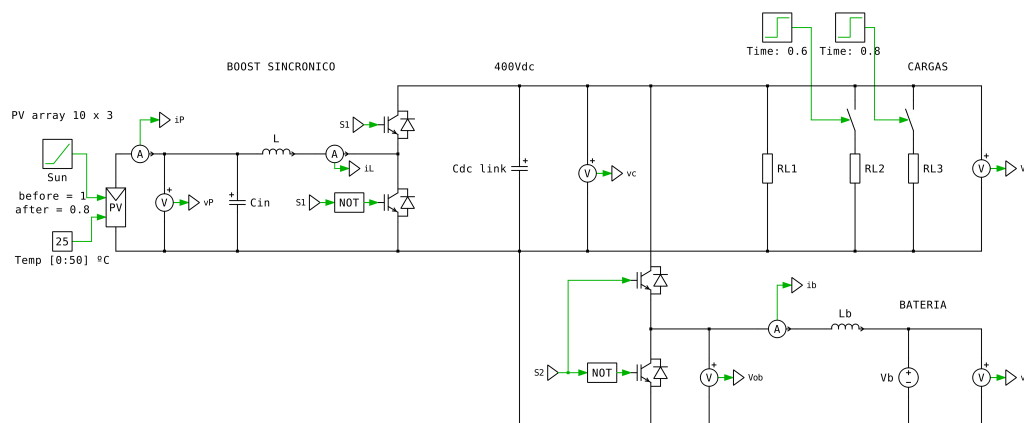 Time: 0.6
Time: 0.8
BOOST SINCRONICO
400Vdc
CARGAS
PV array 10 x 3
iP
S1
L
A
A
iL
Sun
Cdc link
V
vc
RL1
RL2
RL3
V
before = 1
after = 0.8
PV
V
vP
Cin
S1
NOT
25
Temp [0:50] ºC
ib
BATERIA
Lb
A
S2
NOT
V
Vob
Vb
V